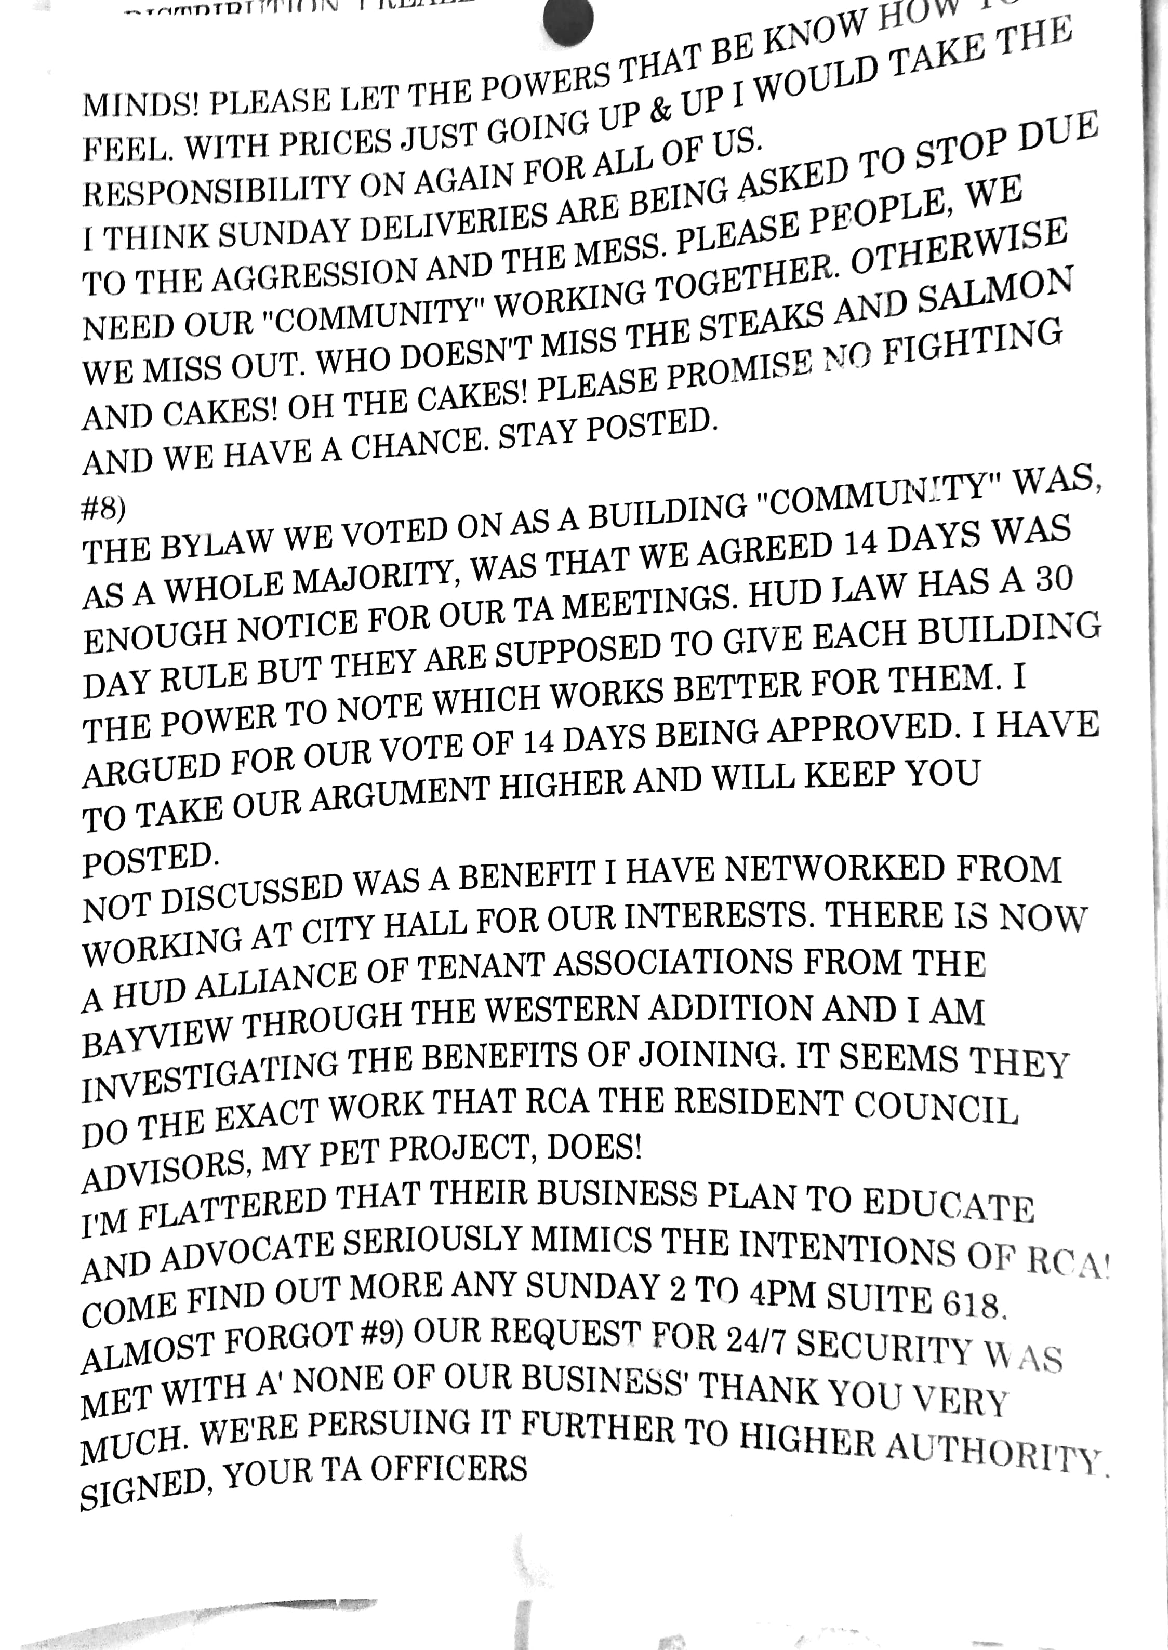 DISTRIBUTION
MINDS! PLEASE LET THE POWERS THAT BE KNOW HOW TO
FEEL. WITH PRICES JUST GOING UP & UP I WOULD TAKE THE
RESPONSIBILITY ON AGAIN FOR ALL OF US.
I THINK SUNDAY DELIVERIES ARE BEING ASKED TO STOP DUE
TO THE AGGRESSION AND THE MESS. PLEASE PEOPLE, WE
NEED OUR "COMMUNITY" WORKING TOGETHER. OTHERWISE
WE MISS OUT. WHO DOESN'T MISS THE STEAKS AND SALMON
AND CAKES! OH THE CAKES! PLEASE PROMISE NO FIGHTING
AND WE HAVE A CHANCE. STAY POSTED.
#8)
THE BYLAW WE VOTED ON AS A BUILDING "COMMUNITY" WAS,
AS A WHOLE MAJORITY, WAS THAT WE AGREED 14 DAYS WAS
ENOUGH NOTICE FOR OUR TA MEETINGS. HUD LAW HAS A 30
DAY RULE BUT THEY ARE SUPPOSED TO GIVE EACH BUILDING
THE POWER TO NOTE WHICH WORKS BETTER FOR THEM. I
ARGUED FOR OUR VOTE OF 14 DAYS BEING APPROVED. I HAVE
TO TAKE OUR ARGUMENT HIGHER AND WILL KEEP YOU
POSTED.
NOT DISCUSSED WAS A BENEFIT I HAVE NETWORKED FROM
WORKING AT CITY HALL FOR OUR INTERESTS. THERE IS NOW
A HUD ALLIANCE OF TENANT ASSOCIATIONS FROM THE
BAYVIEW THROUGH THE WESTERN ADDITION AND I AM
INVESTIGATING THE BENEFITS OF JOINING. IT SEEMS THEY
DO THE EXACT WORK THAT RCA THE RESIDENT COUNCIL
ADVISORS, MY PET PROJECT, DOES!
I'M FLATTERED THAT THEIR BUSINESS PLAN TO EDUCATE
AND ADVOCATE SERIOUSLY MIMICS THE INTENTIONS OF RCA!
COME FIND OUT MORE ANY SUNDAY 2 TO 4PM SUITE 618.
ALMOST FORGOT #9) OUR REQUEST FOR 24/7 SECURITY WAS
MET WITH A' NONE OF OUR BUSINESS' THANK YOU VERY
MUCH. WE'RE PERSUING IT FURTHER TO HIGHER AUTHORITY.
SIGNED, YOUR TA OFFICERS